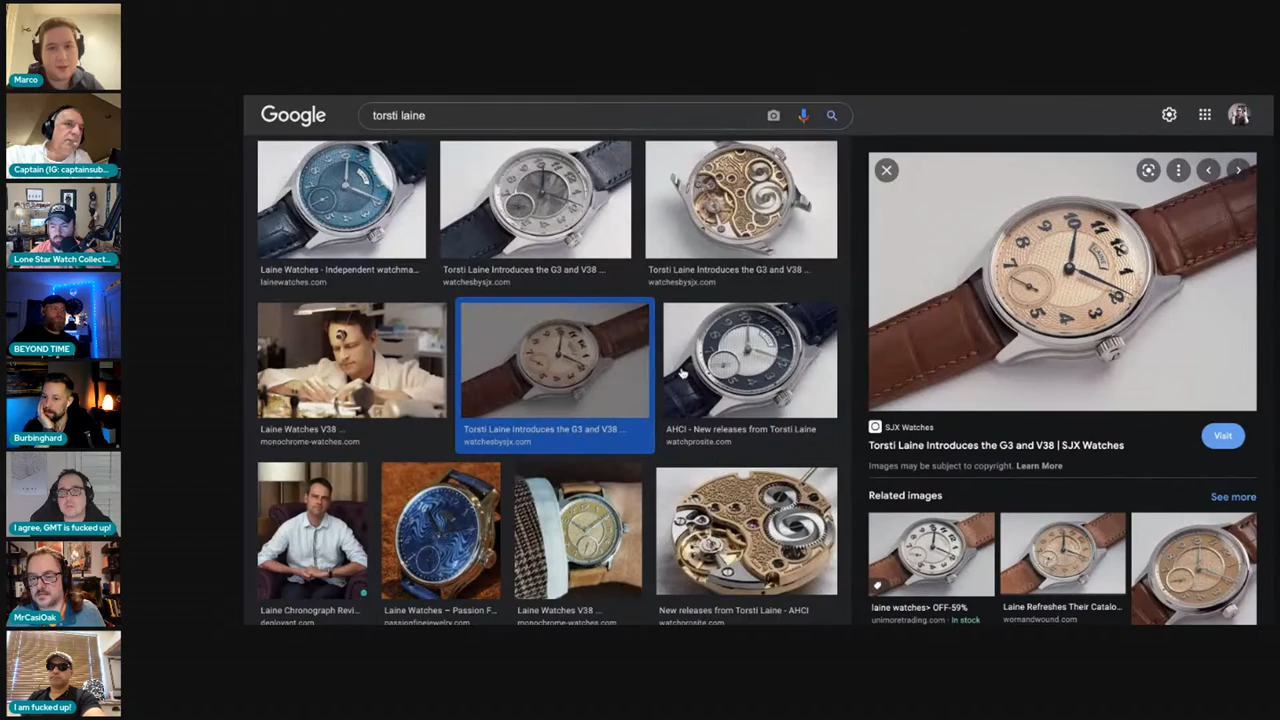 Marco
Captain (IG: captainsub...
Lone Star Watch Collect...
BEYOND TIME
Burbinghard
I agree, GMT is fucked up!
MrCasiOak
I am fucked up!
Google
torsti laine
Laine Watches - Independent watchma...
lainewatches.com
Torsti Laine Introduces the G3 and V38 ...
watchesbysjx.com
Torsti Laine Introduces the G3 and V38 ...
watchesbysjx.com
Laine Watches V38 ...
monochrome-watches.com
Torsti Laine Introduces the G3 and V38 ...
watchesbysjx.com
AHCI - New releases from Torsti Laine
watchprosite.com
Laine Chronograph Revi...
deployant.com
Laine Watches – Passion F...
passionfinejewelry.com
Laine Watches V38 ...
monochrome-watches.com
New releases from Torsti Laine - AHCI
watchprosite.com
SJX Watches
Torsti Laine Introduces the G3 and V38 | SJX Watches
Visit
Images may be subject to copyright. Learn More
Related images
See more
laine watches> OFF-59%
unimoretrading.com · In stock
Laine Refreshes Their Catalo...
wornandwound.com